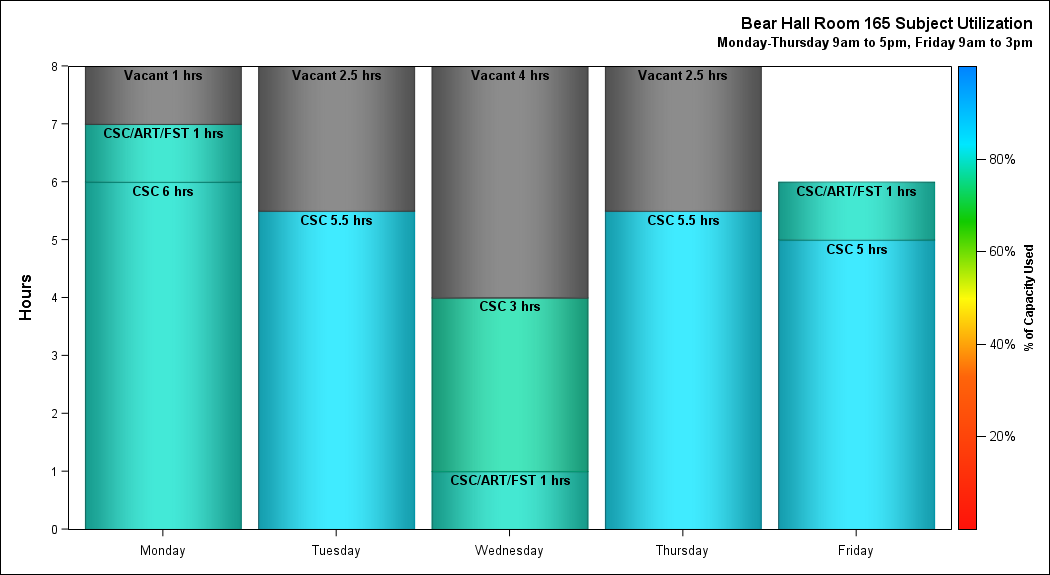 Bear Hall Room 165 Subject Utilization
Monday-Thursday 9am to 5pm, Friday 9am to 3pm
8
7
6
5
4
3
2
1
0
Hours
Vacant 1 hrs
CSC/ART/FST 1 hrs
CSC 6 hrs
Vacant 2.5 hrs
CSC 5.5 hrs
Vacant 4 hrs
CSC 3 hrs
CSC/ART/FST 1 hrs
Vacant 2.5 hrs
CSC 5.5 hrs
CSC/ART/FST 1 hrs
CSC 5 hrs
Monday
Tuesday
Wednesday
Thursday
Friday
80%
60%
40%
20%
% of Capacity Used